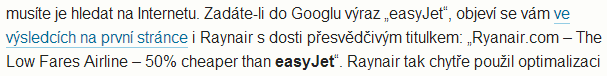 musíte je hledat na Internetu. Zadáte-li do Googlu výraz „easyJet“, objeví se vám ve
výsledcích na první stránce i Raynair s dosti přesvědčivým titulkem: „Ryanair.com – The
Low Fares Airline – 50% cheaper than easyJet“. Raynair tak chytře použil optimalizaci